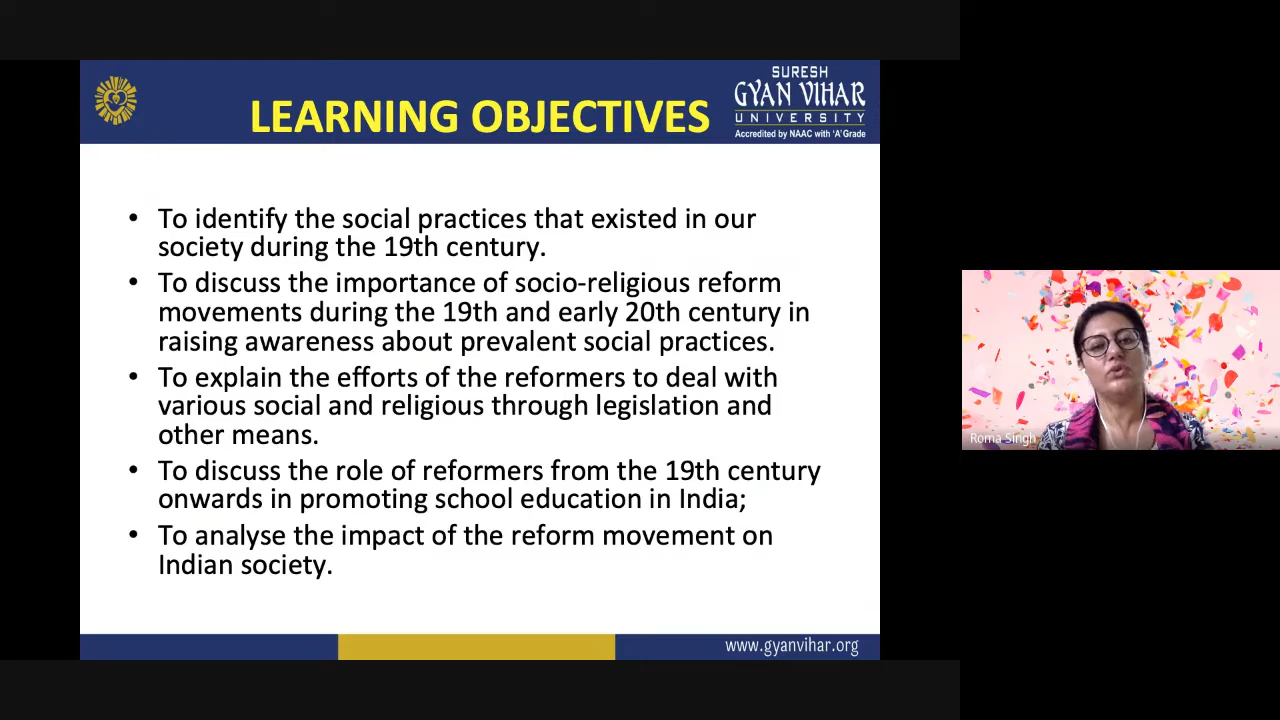 SURESH
GYAN VIHAR
UNIVERSITY
Accredited by NAAC with 'A' Grade
LEARNING OBJECTIVES
• To identify the social practices that existed in our
society during the 19th century.
• To discuss the importance of socio-religious reform
movements during the 19th and early 20th century in
raising awareness about prevalent social practices.
• To explain the efforts of the reformers to deal with
various social and religious through legislation and
other means.
• To discuss the role of reformers from the 19th century
onwards in promoting school education in India;
• To analyse the impact of the reform movement on
Indian society.
www.gyanvihar.org
Roma Singh